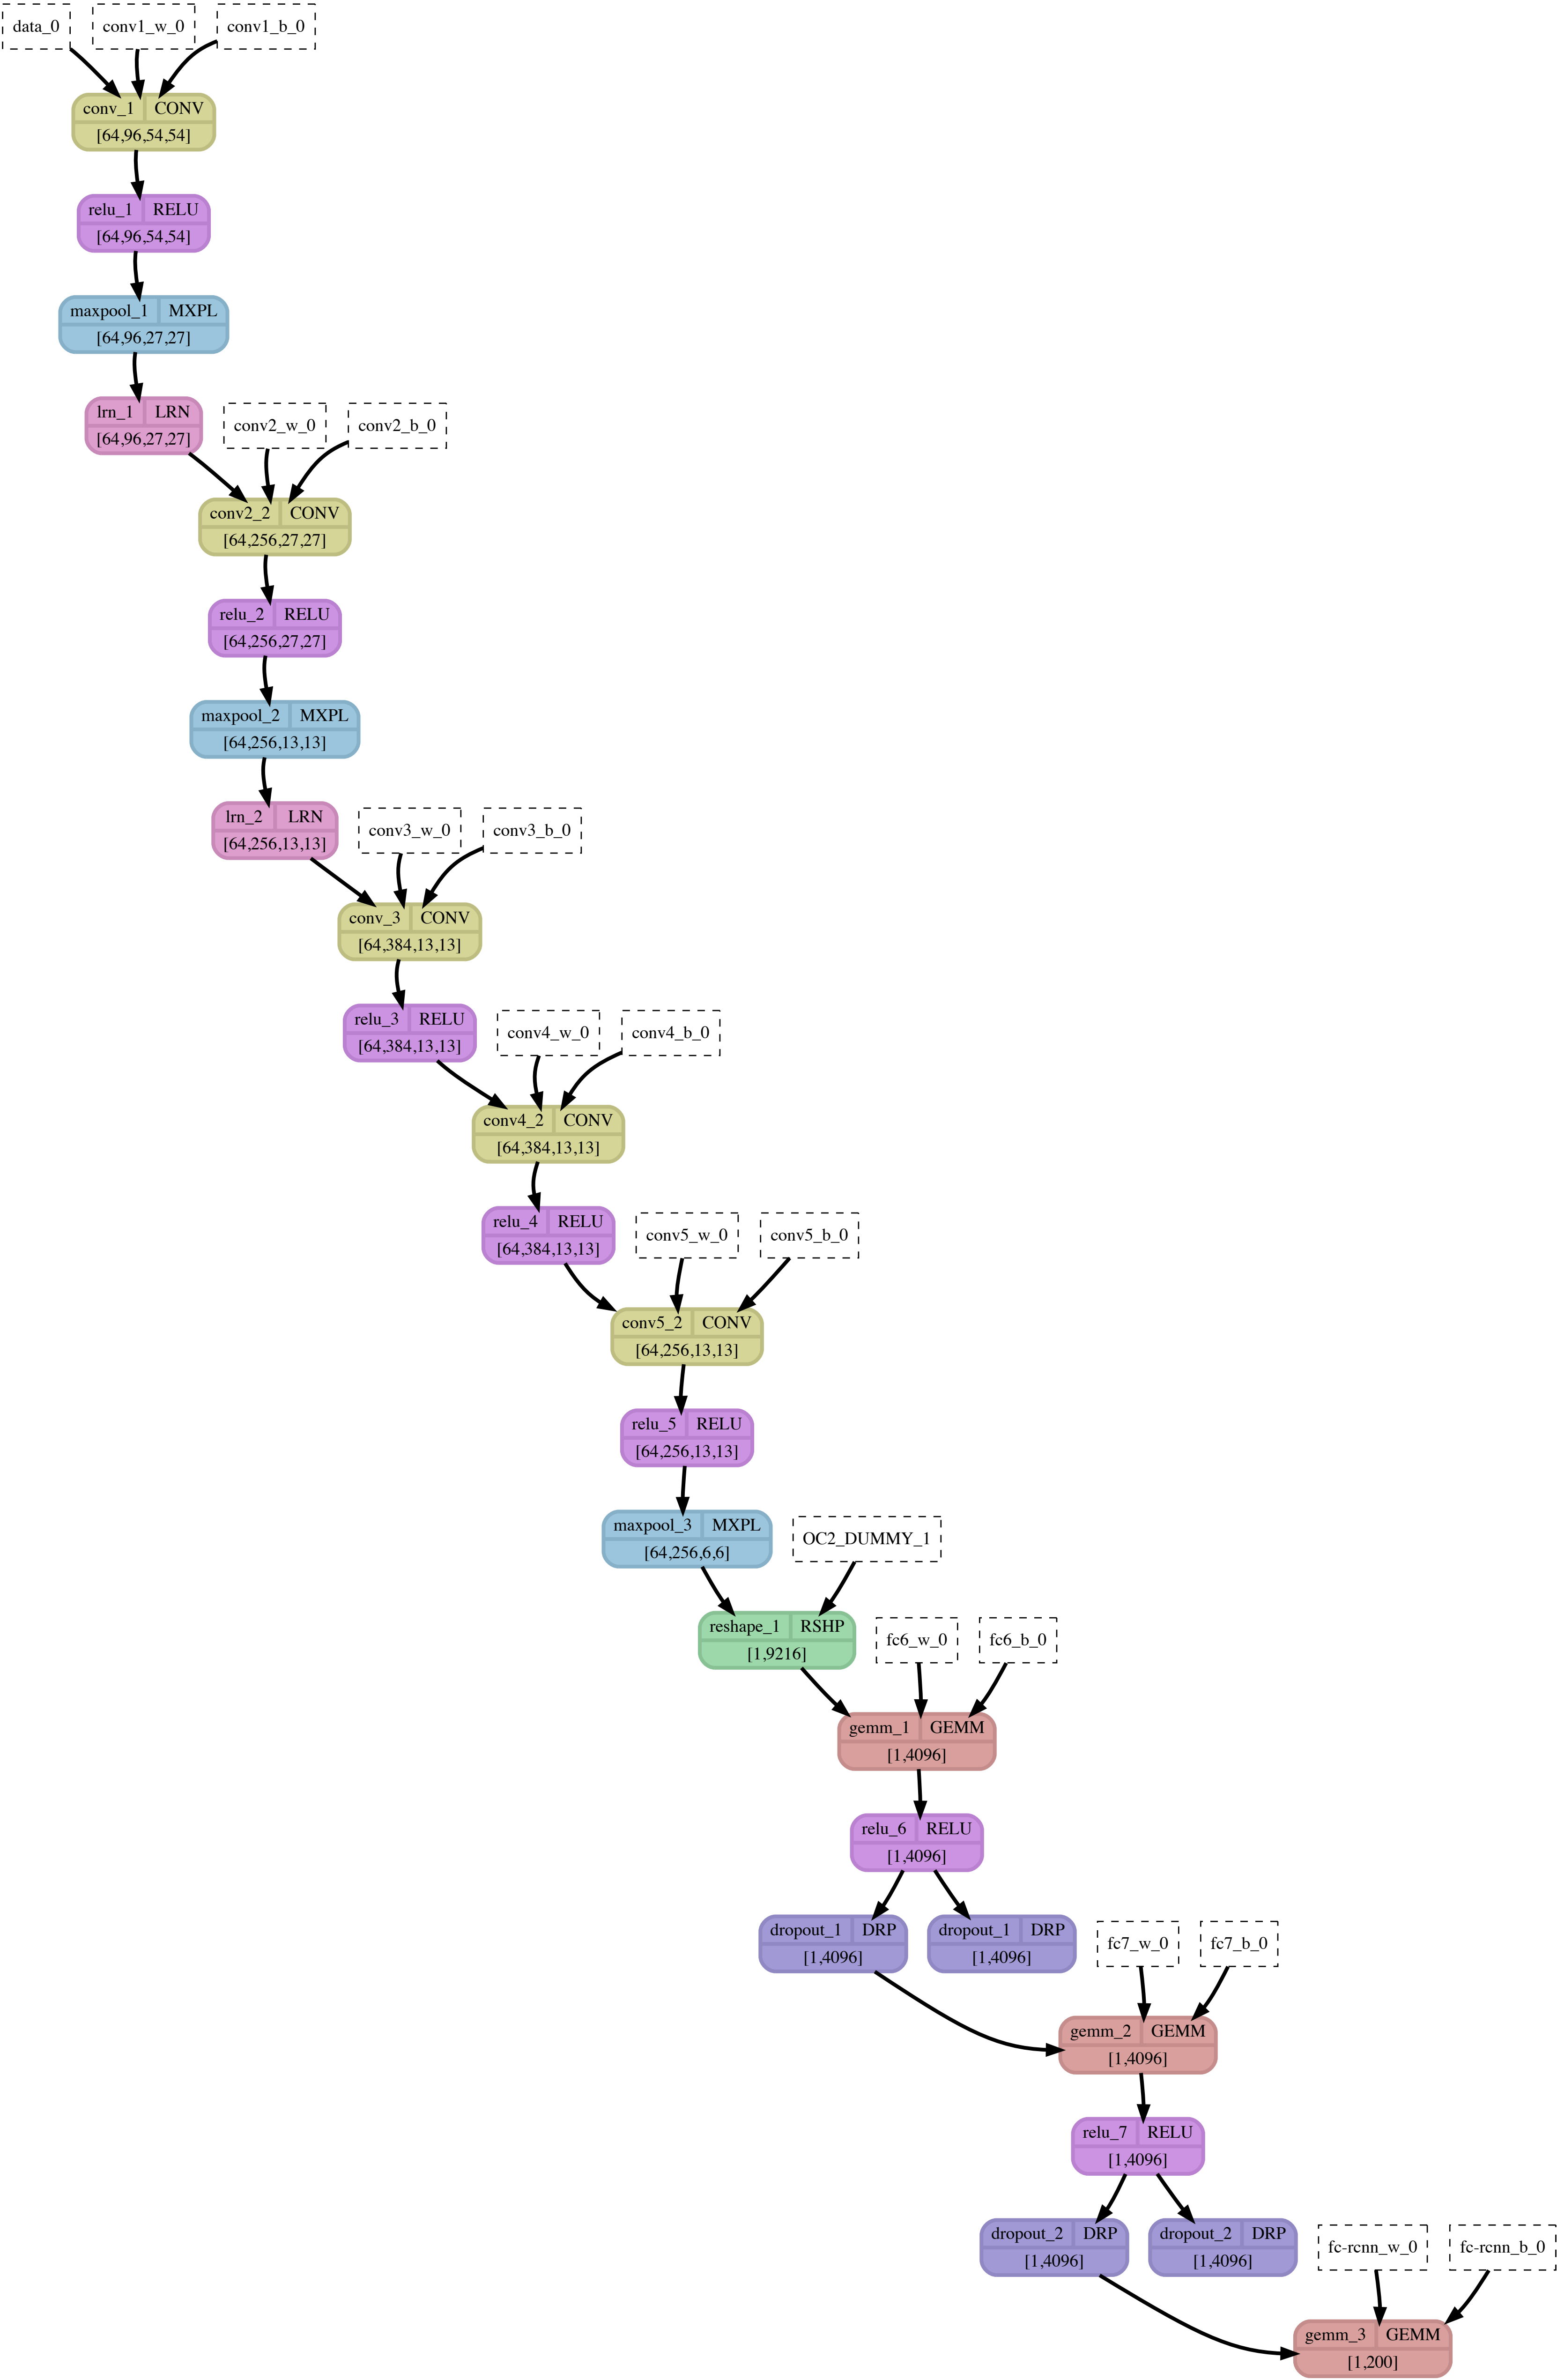 data_0 conv1_w_0 conv1_b_0
conv_1 CONV
[64,96,54,54]
relu_1 RELU
[64,96,54,54]
maxpool_1 MXPL
[64,96,27,27]
lrn_1 LRN
[64,96,27,27]
conv2_w_0 conv2_b_0
conv2_2 CONV
[64,256,27,27]
relu_2 RELU
[64,256,27,27]
maxpool_2 MXPL
[64,256,13,13]
lrn_2 LRN
[64,256,13,13]
conv3_w_0 conv3_b_0
conv_3 CONV
[64,384,13,13]
relu_3 RELU
[64,384,13,13]
conv4_w_0 conv4_b_0
conv4_2 CONV
[64,384,13,13]
relu_4 RELU
[64,384,13,13]
conv5_w_0 conv5_b_0
conv5_2 CONV
[64,256,13,13]
relu_5 RELU
[64,256,13,13]
maxpool_3 MXPL
[64,256,6,6]
OC2_DUMMY_1
reshape_1 RSHP
[1,9216]
fc6_w_0 fc6_b_0
gemm_1 GEMM
[1,4096]
relu_6 RELU
[1,4096]
dropout_1 DRP
[1,4096]
dropout_1 DRP
[1,4096]
fc7_w_0 fc7_b_0
gemm_2 GEMM
[1,4096]
relu_7 RELU
[1,4096]
dropout_2 DRP
[1,4096]
dropout_2 DRP
[1,4096]
fc-rcnn_w_0 fc-rcnn_b_0
gemm_3 GEMM
[1,200]